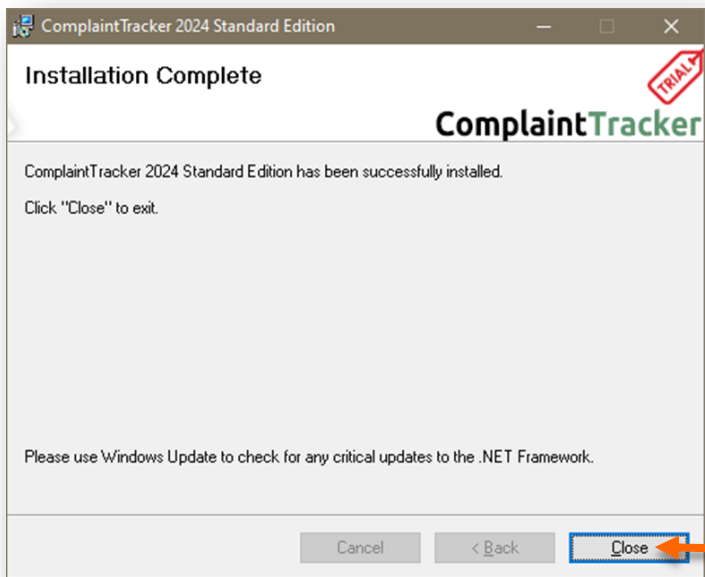 ComplaintTracker 2024 Standard Edition
Installation Complete
TRIAL
ComplaintTracker
ComplaintTracker 2024 Standard Edition has been successfully installed.
Click "Close" to exit.
Please use Windows Update to check for any critical updates to the .NET Framework.
Cancel
< Back
Close